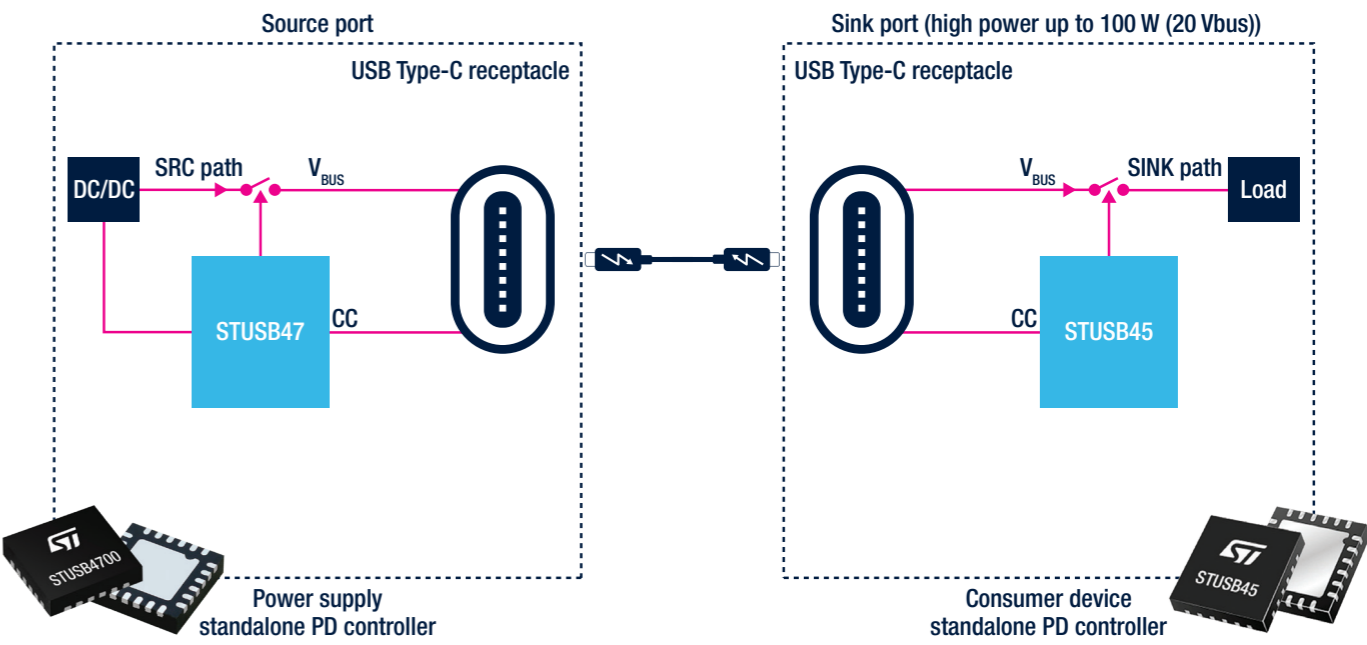 Source port
Sink port (high power up to 100 W (20 Vbus))
USB Type-C receptacle
USB Type-C receptacle
DC/DC
SRC path
VBUS
VBUS
SINK path
Load
STUSB47
CC
CC
STUSB45
ST
STUSB4700
ST
STUSB45
Power supply
standalone PD controller
Consumer device
standalone PD controller